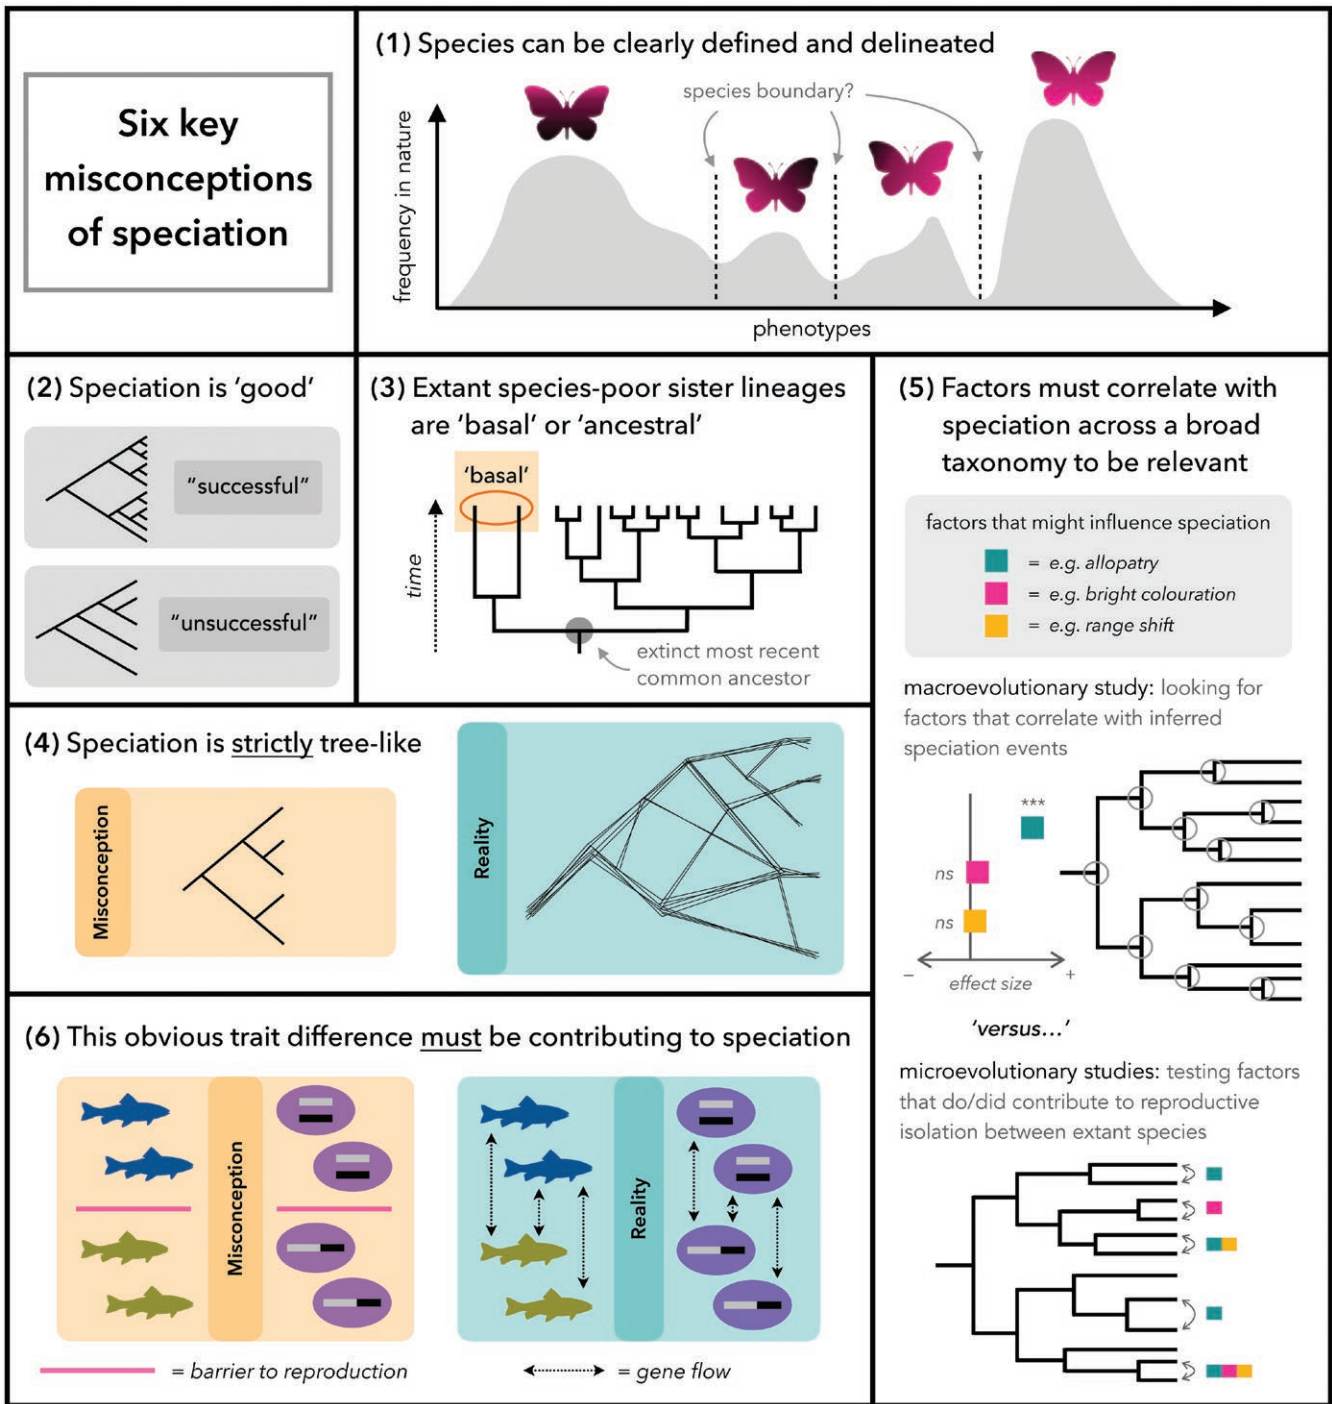 Six key
misconceptions
of speciation
(1) Species can be clearly defined and delineated
species boundary?
frequency in nature
phenotypes
(2) Speciation is ‘good’
"successful"
"unsuccessful"
(3) Extant species-poor sister lineages
are ‘basal’ or ‘ancestral’
‘basal’
time
extinct most recent
common ancestor
(4) Speciation is strictly tree-like
Misconception
Reality
(5) Factors must correlate with
speciation across a broad
taxonomy to be relevant
factors that might influence speciation
= e.g. allopatry
= e.g. bright colouration
= e.g. range shift
macroevolutionary study: looking for
factors that correlate with inferred
speciation events
***
ns
ns
− effect size +
‘versus...’
microevolutionary studies: testing factors
that do/did contribute to reproductive
isolation between extant species
(6) This obvious trait difference must be contributing to speciation
Misconception
Reality
= barrier to reproduction
= gene flow